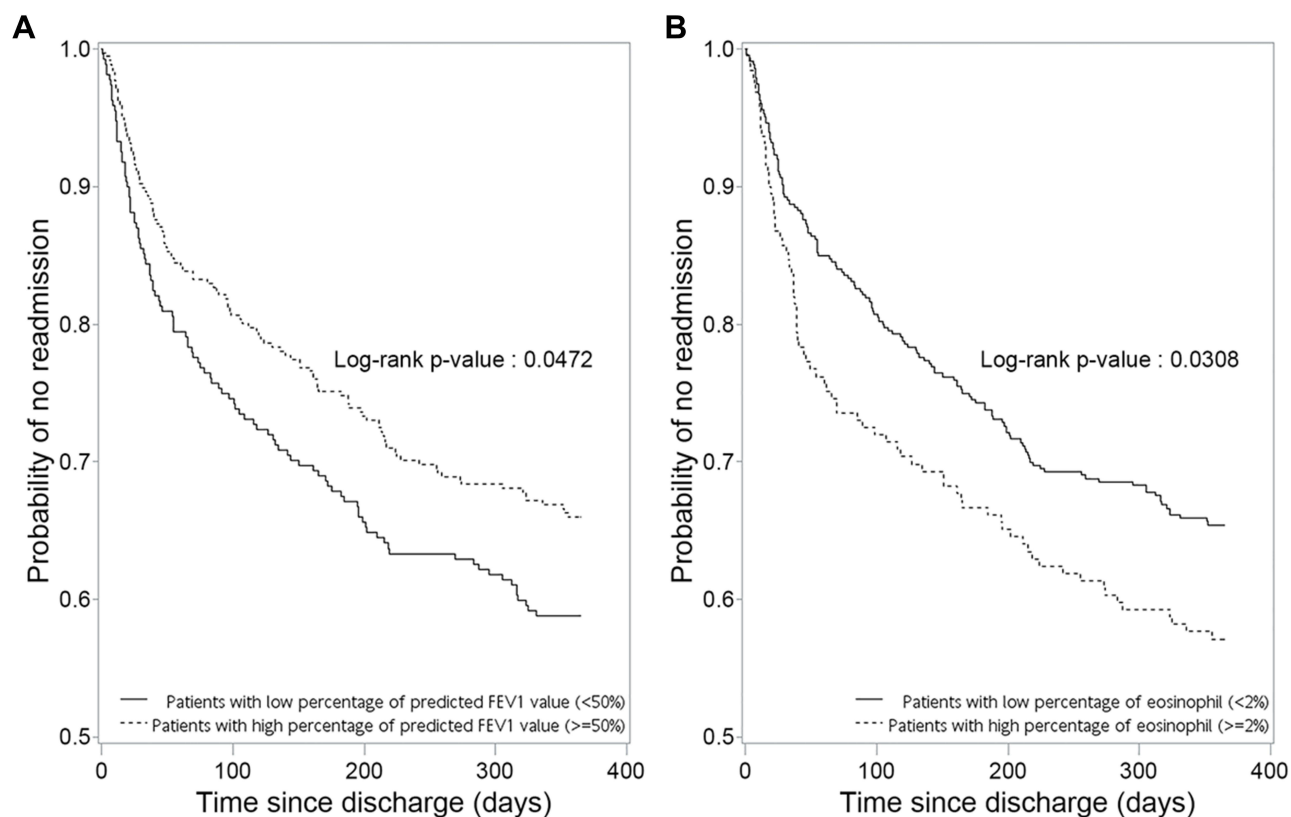 A
1.0
0.9
0.8
0.7
0.6
0.5
Probability of no readmission
Log-rank p-value : 0.0472
Patients with low percentage of predicted FEV1 value (<50%)
Patients with high percentage of predicted FEV1 value (>=50%)
0 100 200 300 400
Time since discharge (days)
B
1.0
0.9
0.8
0.7
0.6
0.5
Probability of no readmission
Log-rank p-value : 0.0308
Patients with low percentage of eosinophil (<2%)
Patients with high percentage of eosinophil (>=2%)
0 100 200 300 400
Time since discharge (days)